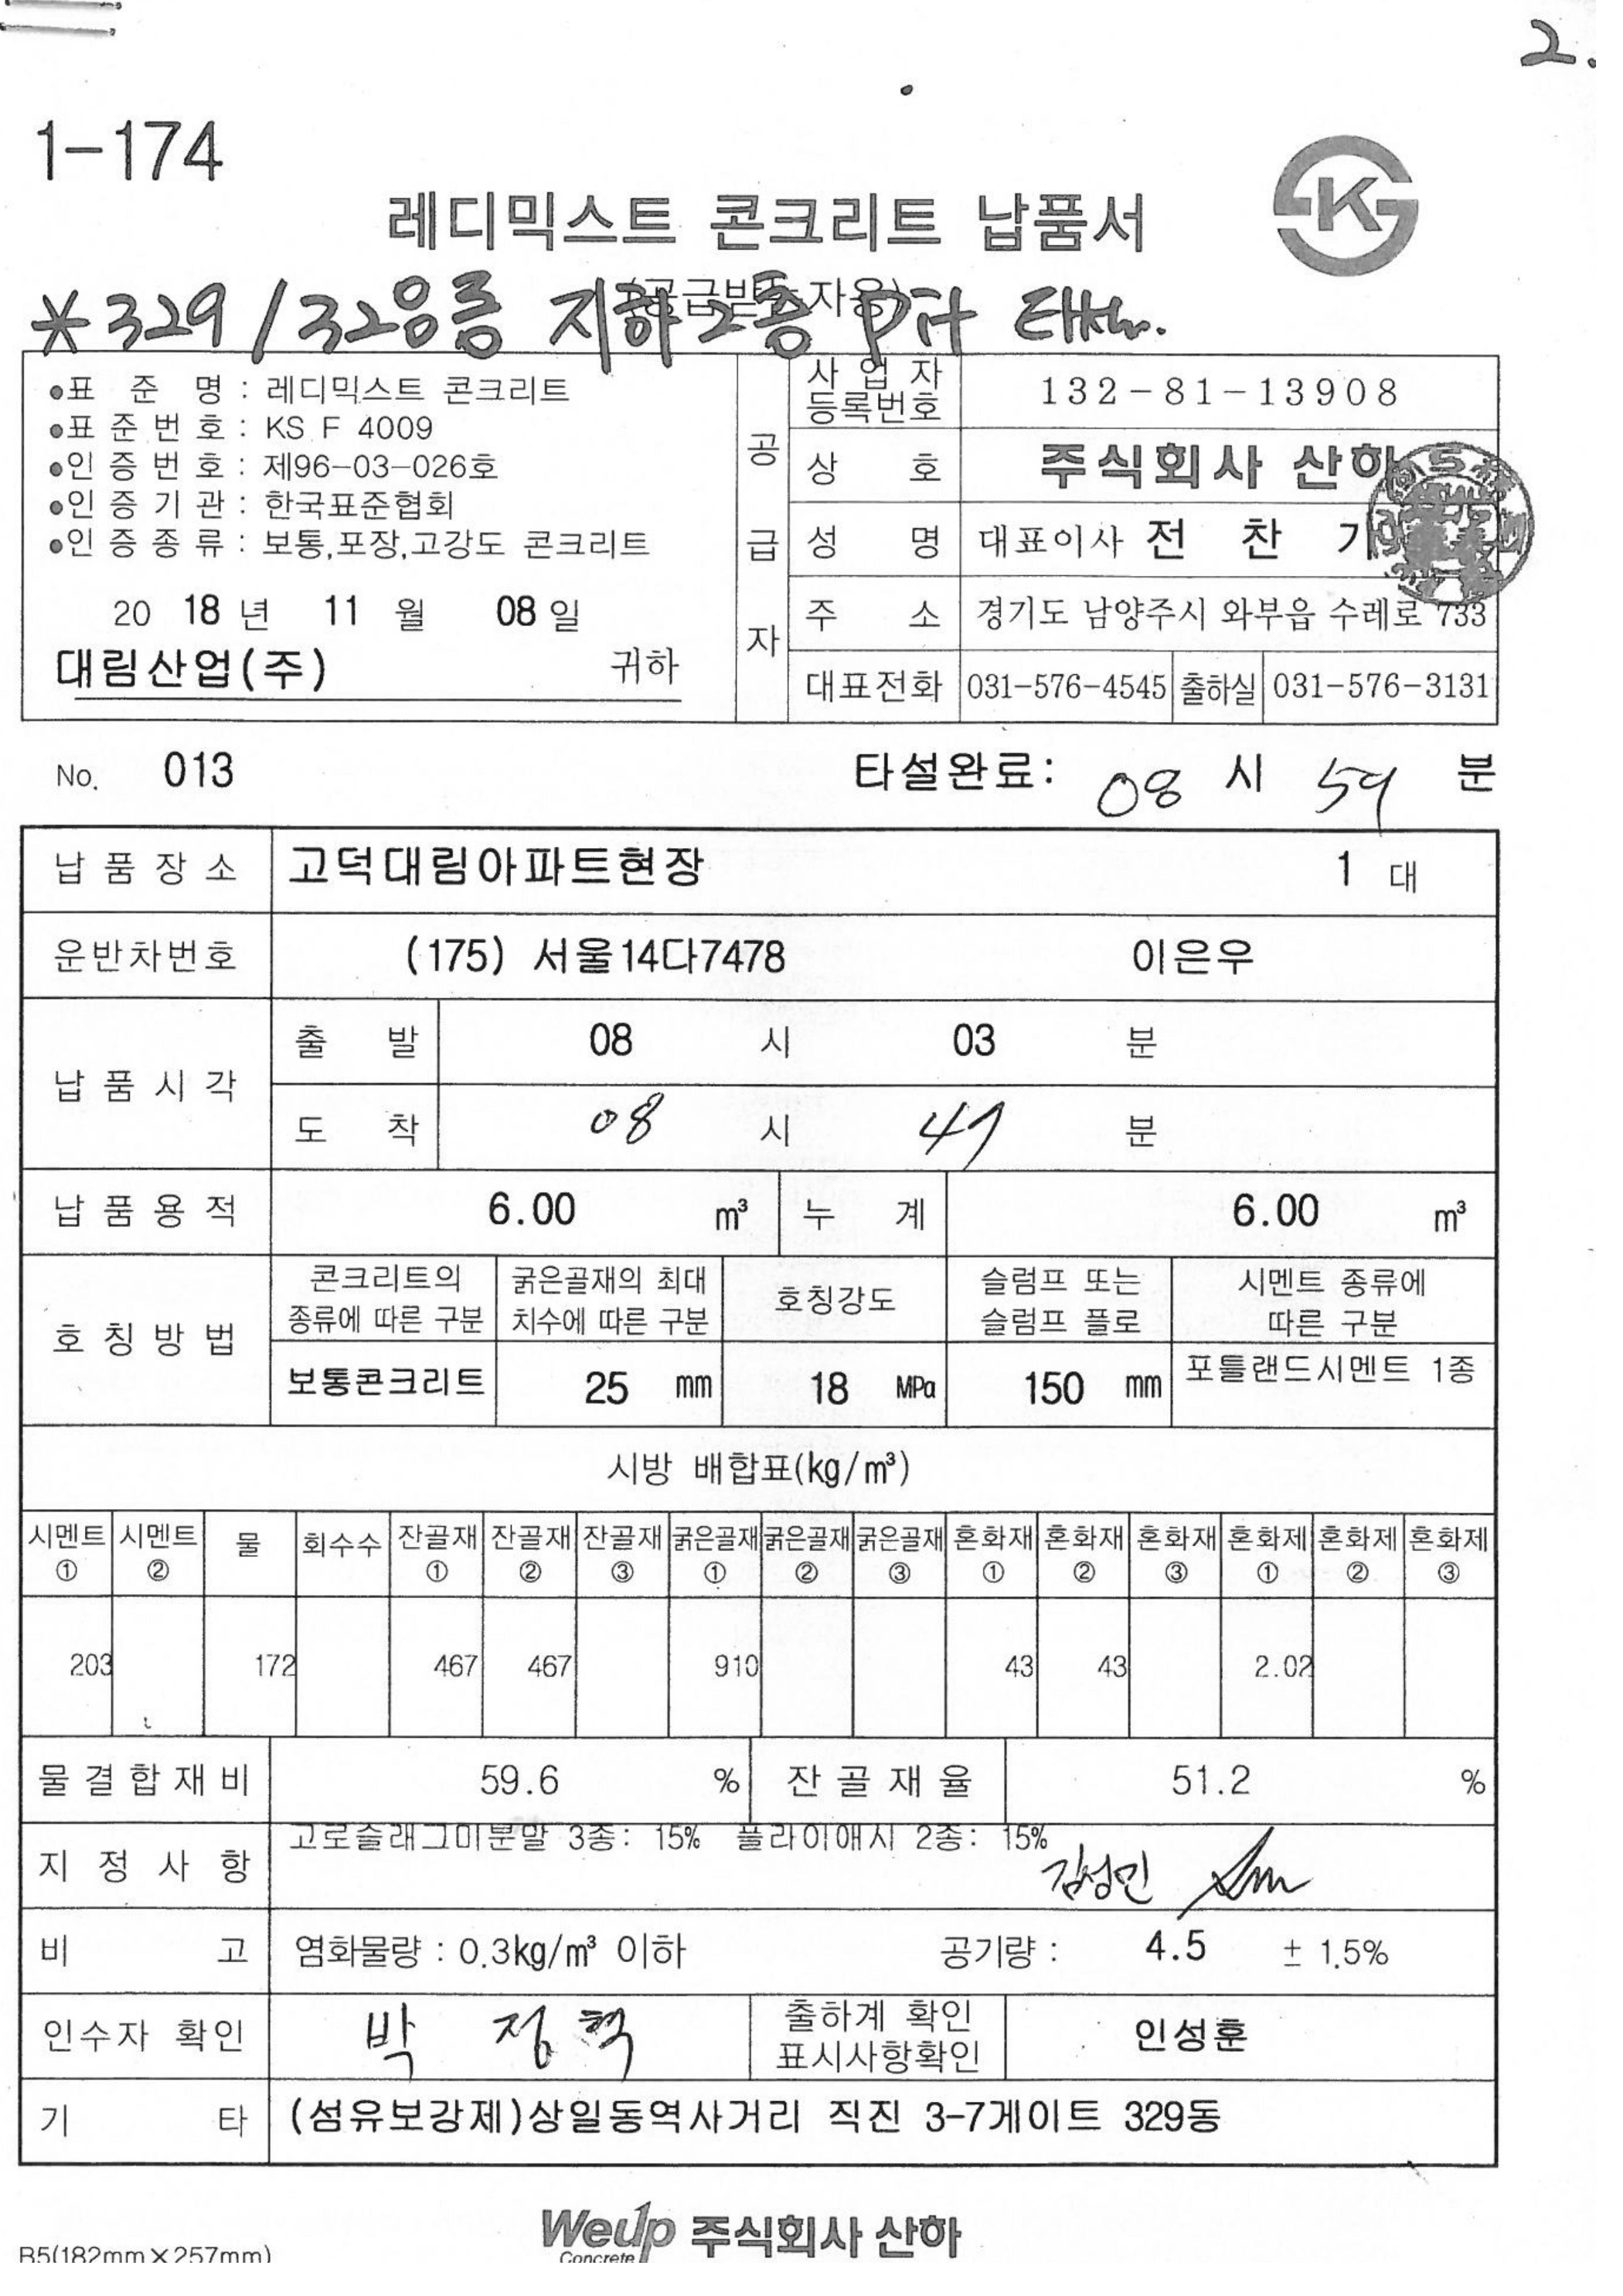 2.
1-174
레디믹스트 콘크리트 납품서
*329/328동 지하2층 Pit
•표 준 명 : 레디믹스트 콘크리트
•표 준 번 호 : KS F 4009
•인 증 번 호 : 제96-03-026호
•인 증 기 관 : 한국표준협회
•인 증 종 류 : 보통,포장,고강도 콘크리트
20 18 년 11 월 08 일
대림산업(주) 귀하
공 급 자
사 업 자 등록번호 132-81-13908
상 호 주식회사 산하
성 명 대표이사 전 찬 기
주 소 경기도 남양주시 와부읍 수레로 733
대표전화 031-576-4545 출하실 031-576-3131
No. 013 타설완료: 08 시 59 분
납 품 장 소 고덕대림아파트현장 1 대
운반차번호 (175) 서울14다7478 이은우
납 품 시 각 출 발 08 시 03 분
도 착 08 시 47 분
납 품 용 적 6.00 m³ 누 계 6.00 m³
호 칭 방 법
콘크리트의 종류에 따른 구분 굵은골재의 최대 치수에 따른 구분 호칭강도 슬럼프 또는 슬럼프 플로 시멘트 종류에 따른 구분
보통콘크리트 25 mm 18 MPa 150 mm 포틀랜드시멘트 1종
시방 배합표(kg/m³)
시멘트 ① 시멘트 ② 물 회수수 잔골재 ① 잔골재 ② 잔골재 ③ 굵은골재 ① 굵은골재 ② 굵은골재 ③ 혼화재 ① 혼화재 ② 혼화재 ③ 혼화제 ① 혼화제 ② 혼화제 ③
203 172 467 467 910 43 43 2.02
물 결 합 재 비 59.6 % 잔 골 재 율 51.2 %
지 정 사 항 고로슬래그미분말 3종: 15% 플라이애시 2종: 15%
김성민
비 고 염화물량 : 0.3kg/m³ 이하 공기량 : 4.5 ± 1.5%
인수자 확인 박 정 혁 출하계 확인 표시사항확인 인성훈
기 타 (섬유보강제)상일동역사거리 직진 3-7게이트 329동
Weup Concrete 주식회사 산하
B5(182mm×257mm)